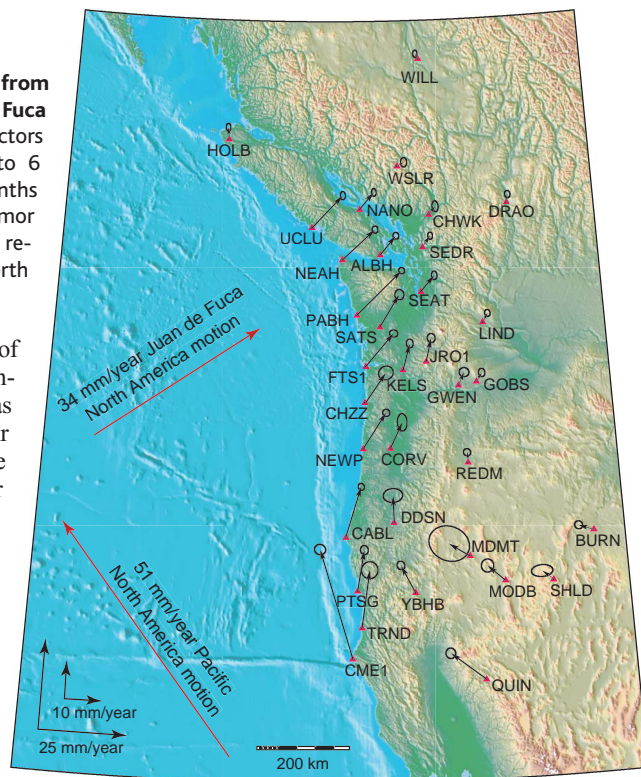 from
Fuca
ctors
to 6
nths
mor
re-
orth
of
n-
as
r
e
r
WILL
HOLB
WSLR
NANO
CHWK
DRAO
UCLU
SEDR
ALBH
NEAH
SEAT
PABH
SATS
LIND
34 mm/year Juan de Fuca
North America motion
JRO1
FTS1
KELS
GOBS
GWEN
CHZZ
NEWP
CORV
REDM
DDSN
CABL
BURN
MDMT
51 mm/year Pacific
North America motion
MODB
SHLD
PTSG
YBHB
TRND
CME1
QUIN
10 mm/year
25 mm/year
200 km